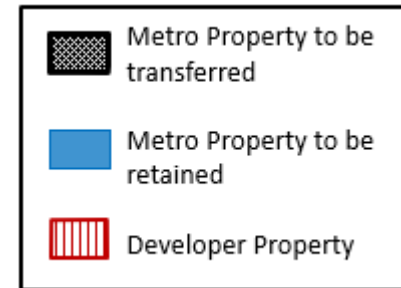 Metro Property to be
transferred
Metro Property to be
retained
Developer Property